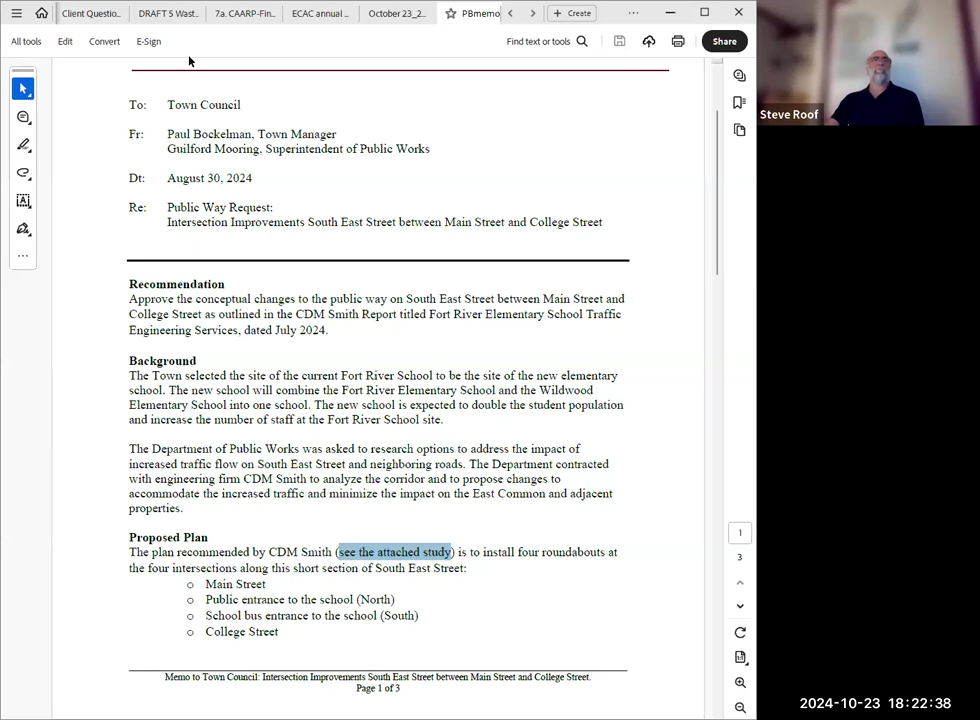 Client Questio...
DRAFT 5 Wast...
7a. CAARP-Fin...
ECAC annual ...
October 23_2...
PBmemo
Create
All tools
Edit
Convert
E-Sign
Find text or tools
Share
To: Town Council
Fr: Paul Bockelman, Town Manager
Guilford Mooring, Superintendent of Public Works
Dt: August 30, 2024
Re: Public Way Request:
Intersection Improvements South East Street between Main Street and College Street
Recommendation
Approve the conceptual changes to the public way on South East Street between Main Street and
College Street as outlined in the CDM Smith Report titled Fort River Elementary School Traffic
Engineering Services, dated July 2024.
Background
The Town selected the site of the current Fort River School to be the site of the new elementary
school. The new school will combine the Fort River Elementary School and the Wildwood
Elementary School into one school. The new school is expected to double the student population
and increase the number of staff at the Fort River School site.
The Department of Public Works was asked to research options to address the impact of
increased traffic flow on South East Street and neighboring roads. The Department contracted
with engineering firm CDM Smith to analyze the corridor and to propose changes to
accommodate the increased traffic and minimize the impact on the East Common and adjacent
properties.
Proposed Plan
The plan recommended by CDM Smith (see the attached study) is to install four roundabouts at
the four intersections along this short section of South East Street:
o Main Street
o Public entrance to the school (North)
o School bus entrance to the school (South)
o College Street
Memo to Town Council: Intersection Improvements South East Street between Main Street and College Street.
Page 1 of 3
1
3
Steve Roof
2024-10-23 18:22:38